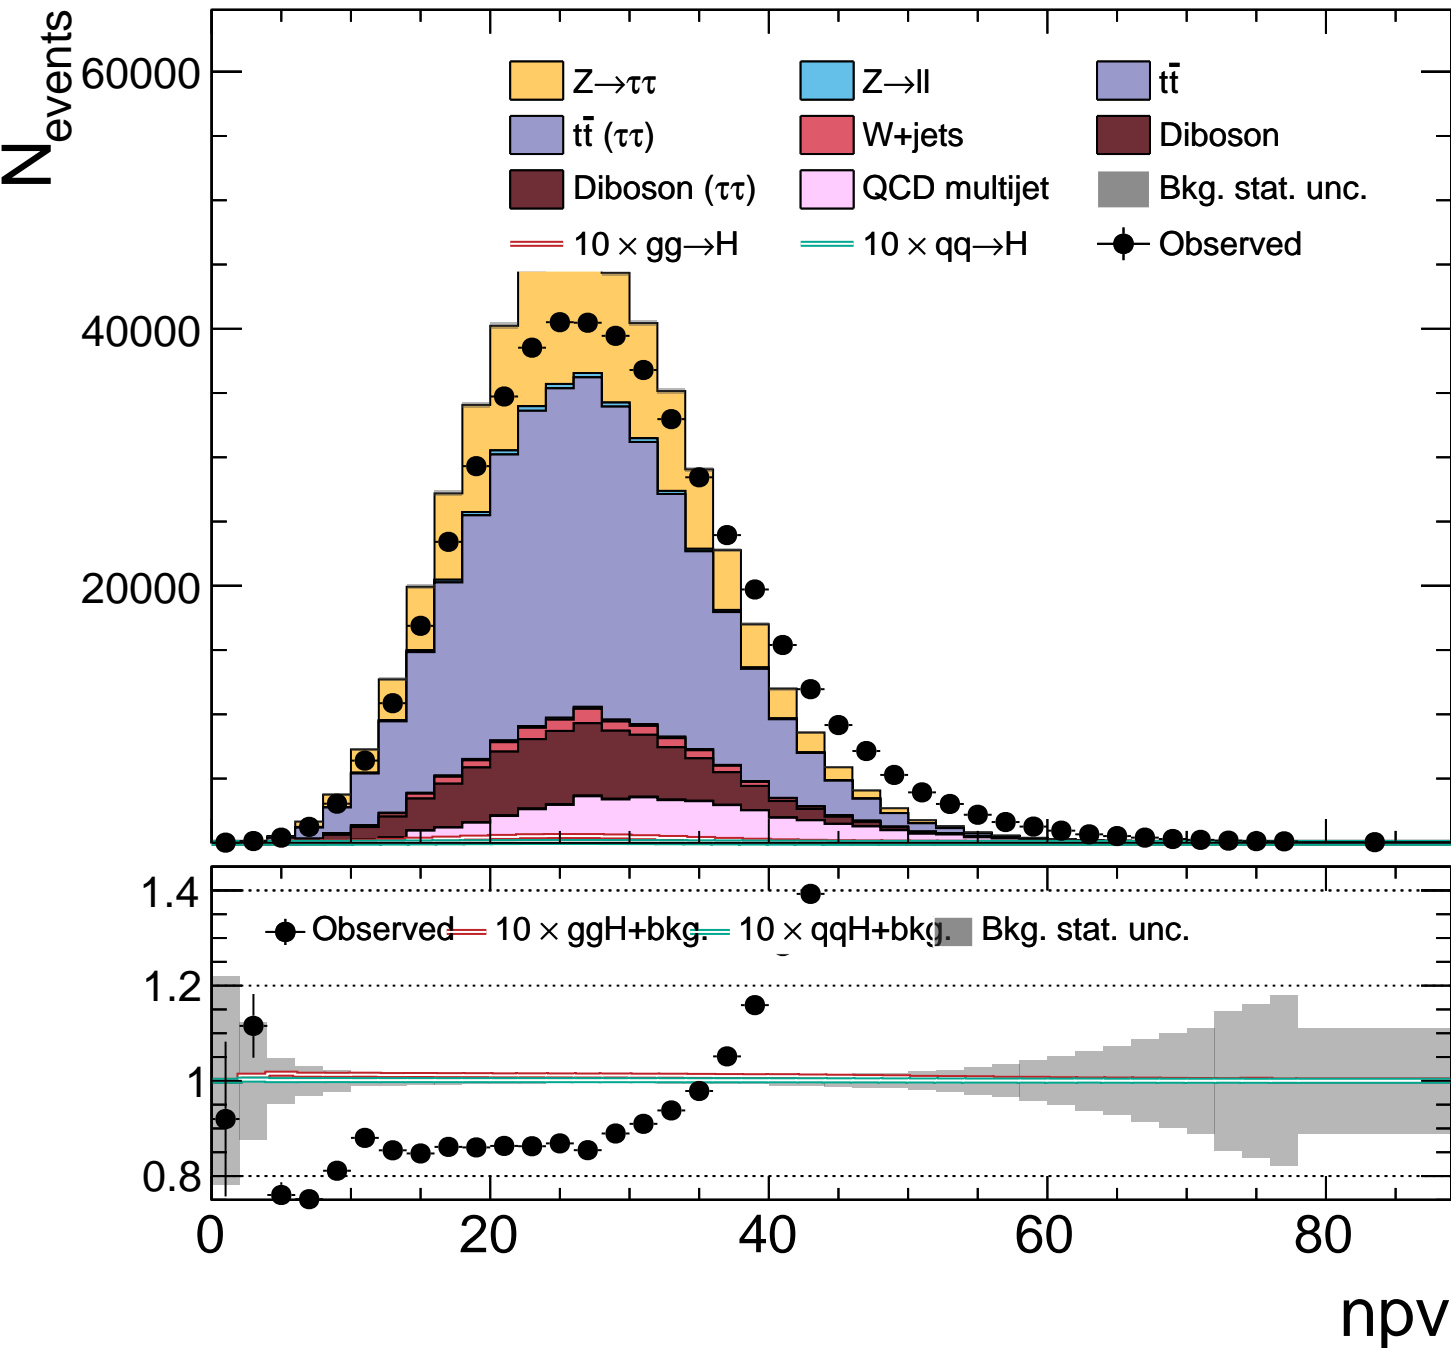 N_events
60000
Z→ττ Z→ll tt̄
tt̄ (ττ) W+jets Diboson
Diboson (ττ) QCD multijet Bkg. stat. unc.
10 × gg→H 10 × qq→H Observed
40000
20000
1.4
Observed 10 × ggH+bkg. 10 × qqH+bkg. Bkg. stat. unc.
1.2
1
0.8
0 20 40 60 80
npv